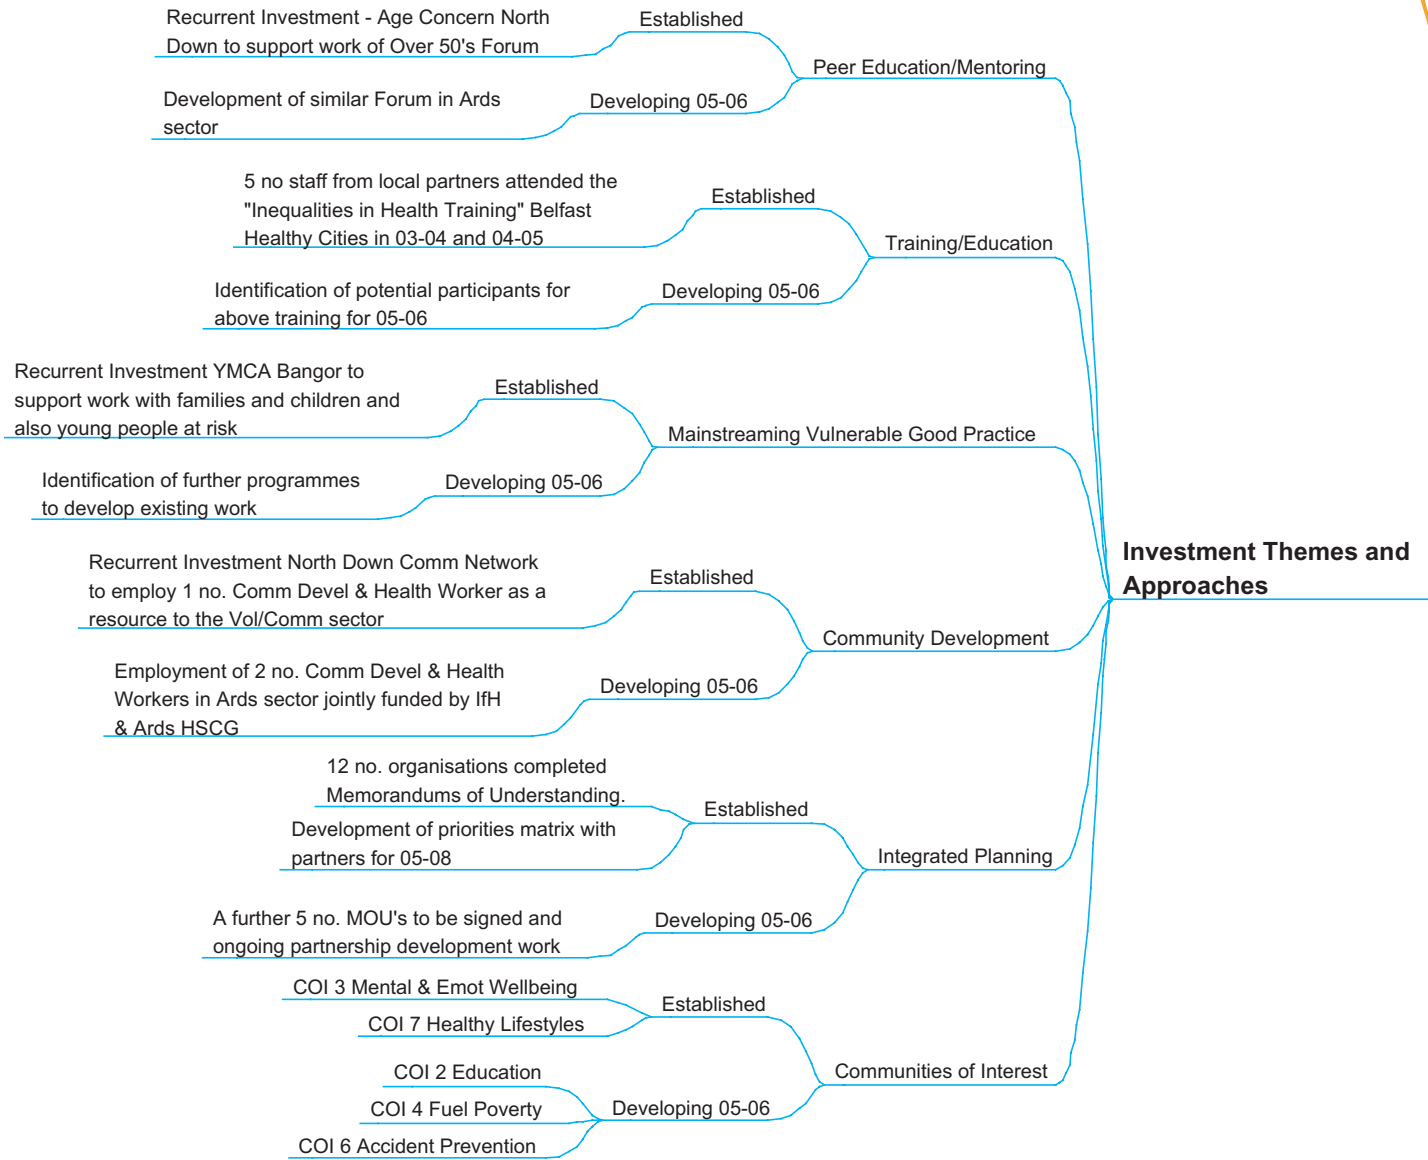 Recurrent Investment - Age Concern North
Down to support work of Over 50's Forum
Established
Peer Education/Mentoring
Development of similar Forum in Ards
sector
Developing 05-06
5 no staff from local partners attended the
"Inequalities in Health Training" Belfast
Healthy Cities in 03-04 and 04-05
Established
Training/Education
Identification of potential participants for
above training for 05-06
Developing 05-06
Recurrent Investment YMCA Bangor to
support work with families and children and
also young people at risk
Established
Mainstreaming Vulnerable Good Practice
Identification of further programmes
to develop existing work
Developing 05-06
Investment Themes and
Approaches
Recurrent Investment North Down Comm Network
to employ 1 no. Comm Devel & Health Worker as a
resource to the Vol/Comm sector
Established
Community Development
Employment of 2 no. Comm Devel & Health
Workers in Ards sector jointly funded by IfH
& Ards HSCG
Developing 05-06
12 no. organisations completed
Memorandums of Understanding.
Established
Development of priorities matrix with
partners for 05-08
Integrated Planning
A further 5 no. MOU's to be signed and
ongoing partnership development work
Developing 05-06
COI 3 Mental & Emot Wellbeing
Established
COI 7 Healthy Lifestyles
Communities of Interest
COI 2 Education
COI 4 Fuel Poverty
Developing 05-06
COI 6 Accident Prevention